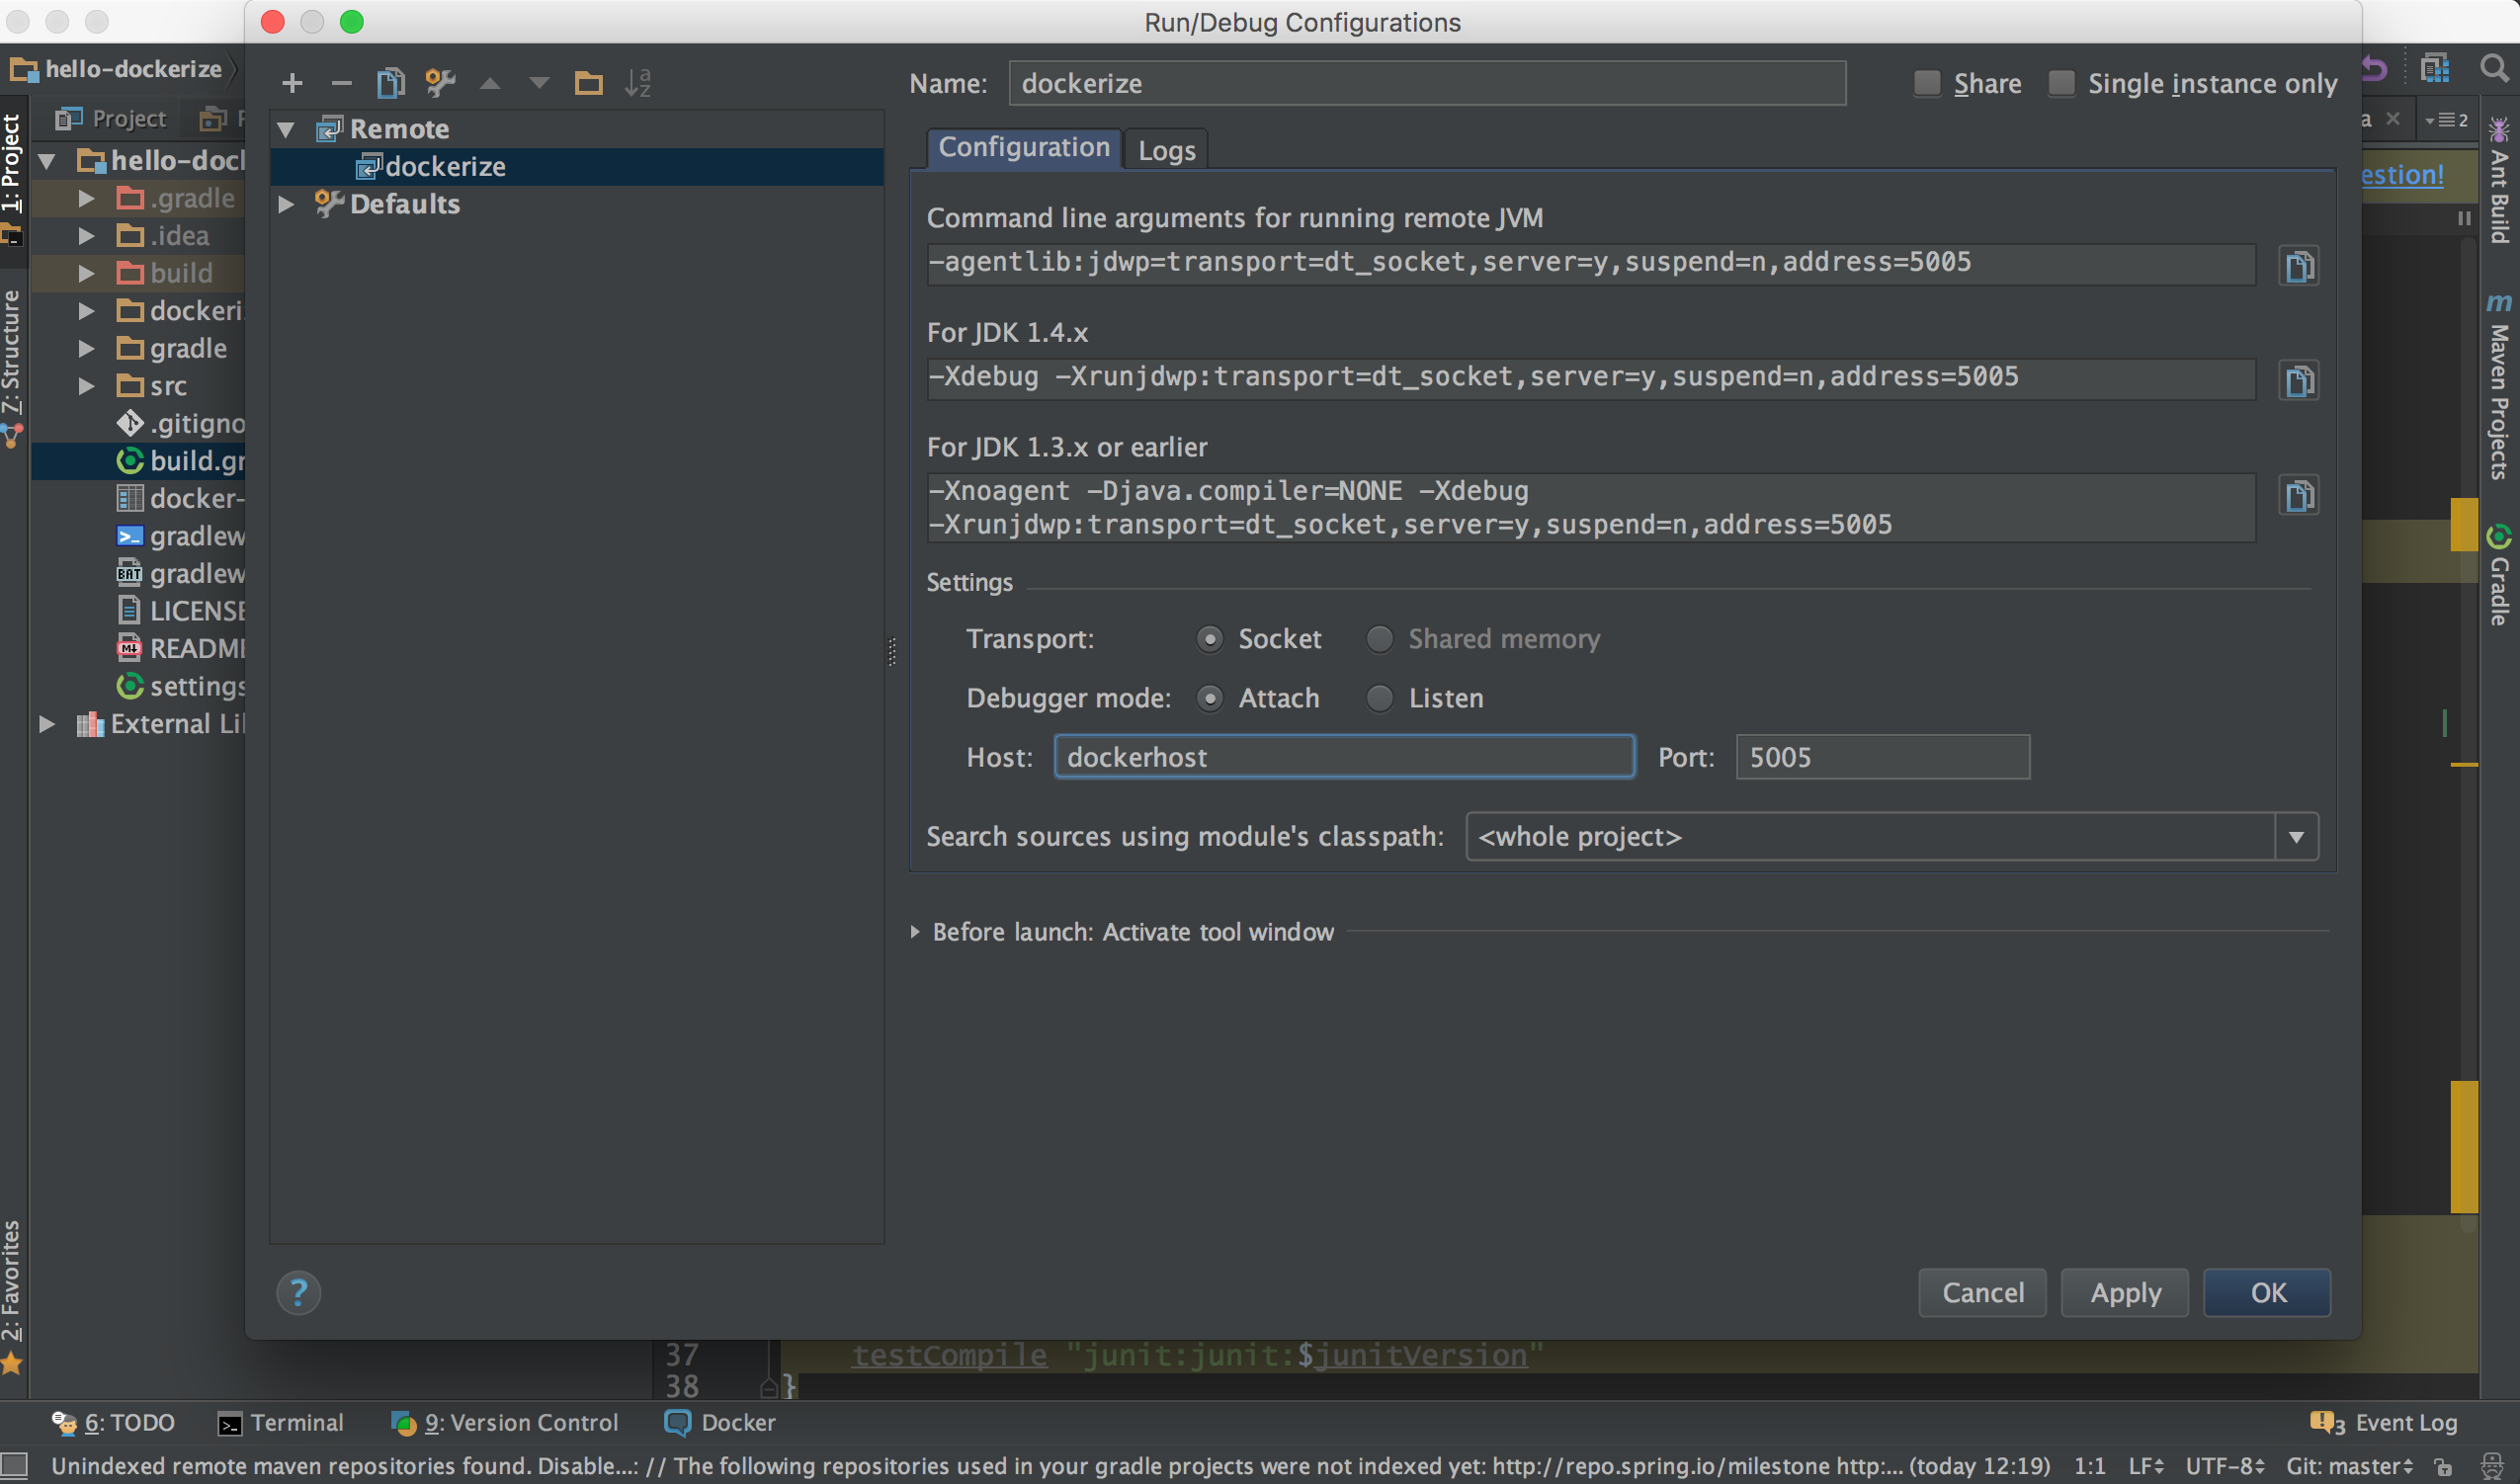 Run/Debug Configurations
hello-dockerize
Name: dockerize
Share
Single instance only
Project
1: Project
Remote
dockerize
Defaults
Configuration
Logs
2
estion!
hello-docl
.gradle
.idea
build
dockeri
gradle
src
.gitigno
build.gr
docker-
gradlew
gradlew
LICENSE
README
settings
External Li
7: Structure
2: Favorites
Command line arguments for running remote JVM
-agentlib:jdwp=transport=dt_socket,server=y,suspend=n,address=5005
For JDK 1.4.x
-Xdebug -Xrunjdwp:transport=dt_socket,server=y,suspend=n,address=5005
For JDK 1.3.x or earlier
-Xnoagent -Djava.compiler=NONE -Xdebug
-Xrunjdwp:transport=dt_socket,server=y,suspend=n,address=5005
Settings
Transport: Socket Shared memory
Debugger mode: Attach Listen
Host: dockerhost Port: 5005
Search sources using module's classpath: <whole project>
Before launch: Activate tool window
Ant Build
Maven Projects
Gradle
? Cancel Apply OK
37 testCompile "junit:junit:$junitVersion"
38 }
6: TODO Terminal 9: Version Control Docker 3 Event Log
Unindexed remote maven repositories found. Disable...: // The following repositories used in your gradle projects were not indexed yet: http://repo.spring.io/milestone http:... (today 12:19) 1:1 LF UTF-8 Git: master